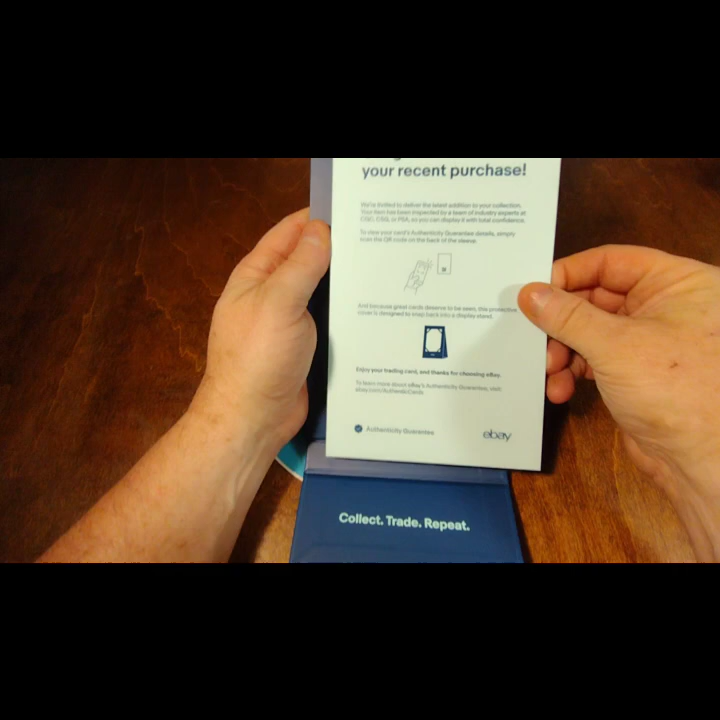 your recent purchase!
We're thrilled to deliver the latest addition to your collection.
Your item has been inspected by a team of industry experts at
CGC, CSG, or PSA, so you can display it with total confidence.
To view your card's Authenticity Guarantee details, simply
scan the QR code on the back of the sleeve.
And because great cards deserve to be seen, this protective
cover is designed to snap back into a display stand.
Enjoy your trading card, and thanks for choosing eBay.
To learn more about eBay's Authenticity Guarantee, visit
Authenticity Guarantee
ebay
Collect. Trade. Repeat.